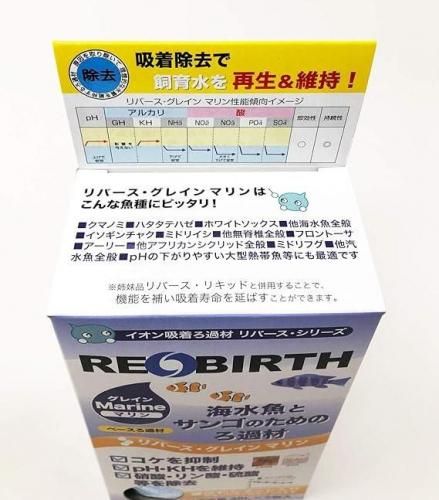 除去
吸着除去で
飼育水を再生&維持！
リバース・グレイン マリン性能傾向イメージ
pH アルカリ 酸 即効性 持続性
GH KH NH₃ NO₂ NO₃ PO₄ SO₄
リバース・グレイン マリンは
こんな魚種にピッタリ！
■クマノミ■ハタタテハゼ■ホワイトソックス■他海水魚全般
■イソギンチャク■ミドリイシ■他無脊椎全般■フロントーサ
■アーリー■他アフリカンシクリッド全般■ミドリフグ■他汽
水魚全般■pHの下がりやすい大型熱帯魚等にも最適です
※姉妹品リバース・リキッドと併用することで、
機能を補い吸着寿命を延ばすことができます。
イオン吸着ろ過材 リバース・シリーズ
REBIRTH
グレイン
Marine
マリン
ベースろ過材
海水魚と
サンゴのための
ろ過材
リバース・グレイン マリン
コケを抑制
pH・KHを維持
硝酸・リン酸・硫酸
等を除去